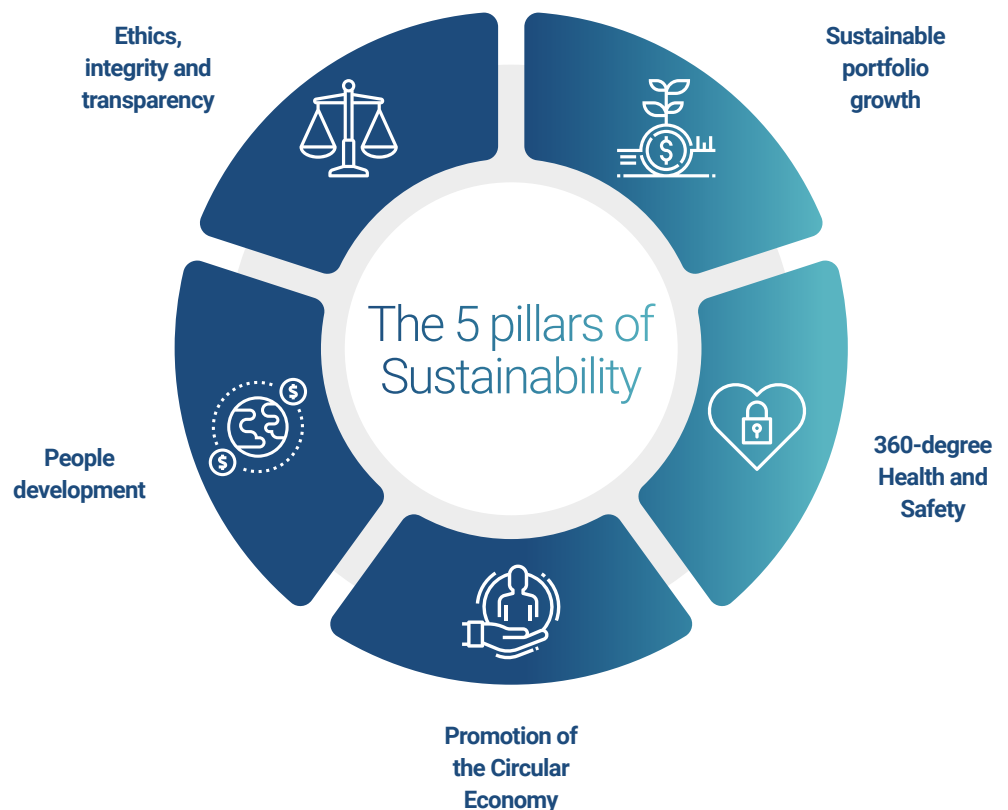 Ethics,
integrity and
transparency
Sustainable
portfolio
growth
The 5 pillars of
Sustainability
People
development
360-degree
Health and
Safety
Promotion of
the Circular
Economy
$
$
$